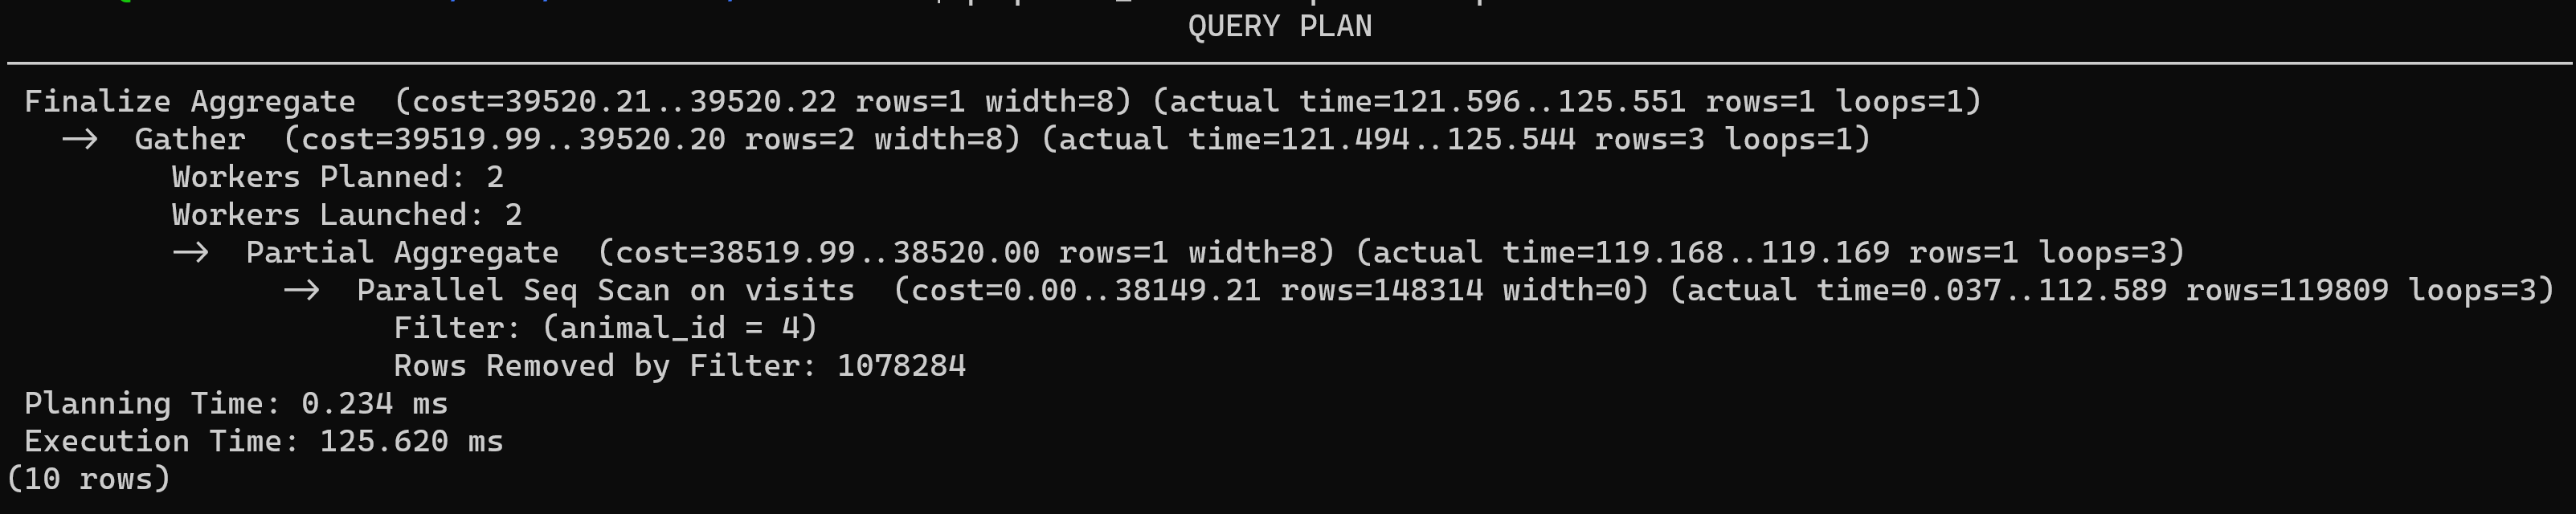 QUERY PLAN
Finalize Aggregate  (cost=39520.21..39520.22 rows=1 width=8) (actual time=121.596..125.551 rows=1 loops=1)
  ->  Gather  (cost=39519.99..39520.20 rows=2 width=8) (actual time=121.494..125.544 rows=3 loops=1)
        Workers Planned: 2
        Workers Launched: 2
        ->  Partial Aggregate  (cost=38519.99..38520.00 rows=1 width=8) (actual time=119.168..119.169 rows=1 loops=3)
              ->  Parallel Seq Scan on visits  (cost=0.00..38149.21 rows=148314 width=0) (actual time=0.037..112.589 rows=119809 loops=3)
                    Filter: (animal_id = 4)
                    Rows Removed by Filter: 1078284
Planning Time: 0.234 ms
Execution Time: 125.620 ms
(10 rows)